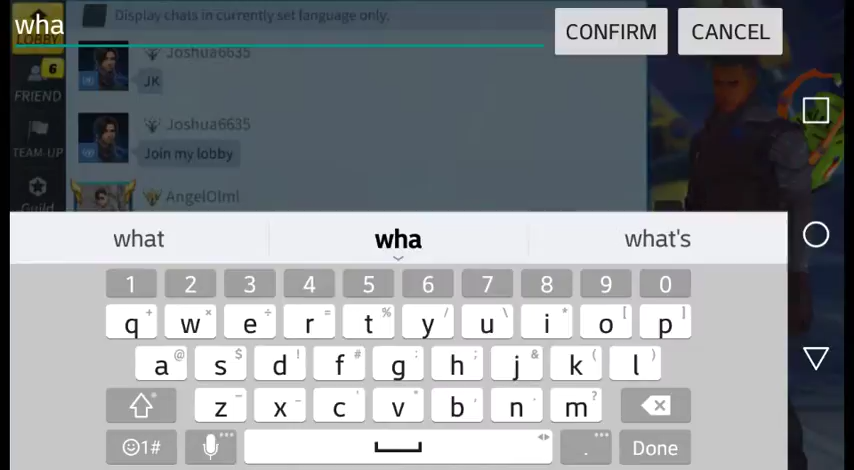 wha
CONFIRM
CANCEL
LOBBY
Display chats in currently set language only.
Joshua6635
JK
6
FRIEND
Joshua6635
Join my lobby
TEAM-UP
AngelOlml
Guild
what
wha
what's
1 2 3 4 5 6 7 8 9 0
q + w × e ÷ r = t % y / u \ i * o [ p ]
a @ s $ d ! f # g ; h : j & k ( l )
z – x - c ' v " b , n . m ?
1#
. Done